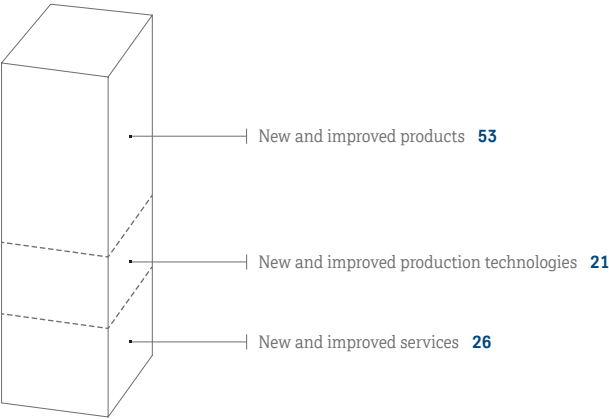 New and improved products 53
New and improved production technologies 21
New and improved services 26